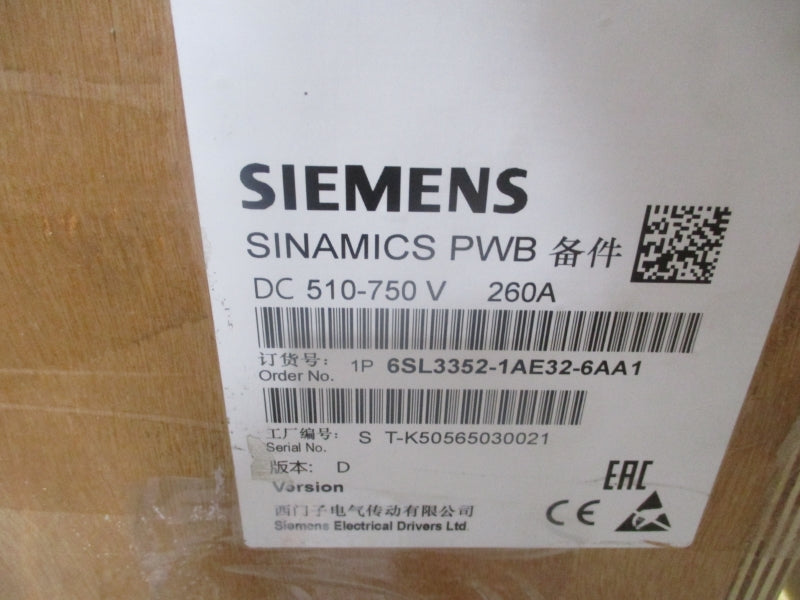 SIEMENS
SINAMICS PWB 备件
DC 510-750 V 260A
订货号: 1P 6SL3352-1AE32-6AA1
Order No.
工厂编号: S T-K50565030021
Serial No.
版本: D
Version
EAC
西门子电气传动有限公司
Siemens Electrical Drivers Ltd.
CE